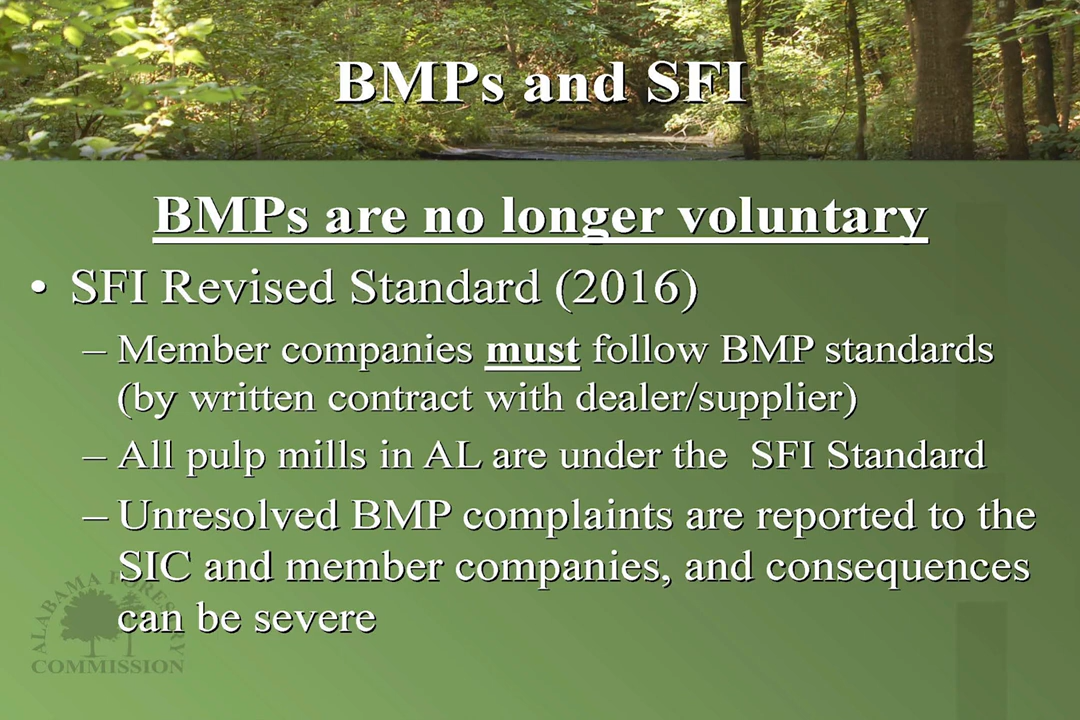 BMPs and SFI
BMPs are no longer voluntary
• SFI Revised Standard (2016)
– Member companies must follow BMP standards
(by written contract with dealer/supplier)
– All pulp mills in AL are under the SFI Standard
– Unresolved BMP complaints are reported to the
SIC and member companies, and consequences
can be severe
ALABAMA FORESTRY
COMMISSION